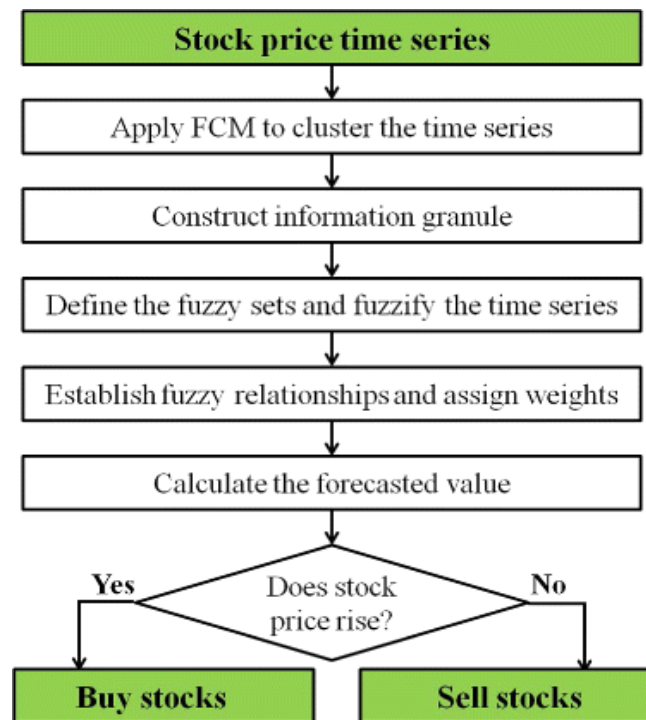 Stock price time series
Apply FCM to cluster the time series
Construct information granule
Define the fuzzy sets and fuzzify the time series
Establish fuzzy relationships and assign weights
Calculate the forecasted value
Yes
Does stock
price rise?
No
Buy stocks
Sell stocks